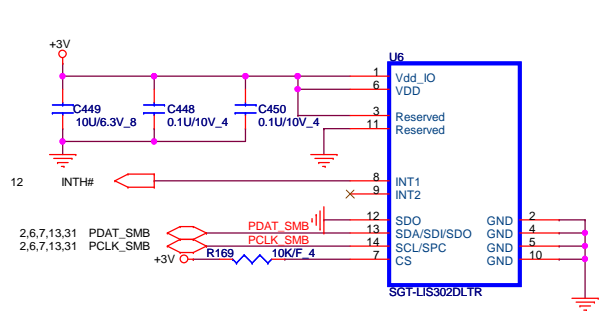 +3V
U6
1 Vdd_IO
6 VDD
C449 C448 C450
10U/6.3V_8 0.1U/10V_4 0.1U/10V_4
3 Reserved
11 Reserved
12 INTH# 8 INT1
9 INT2
12 SDO GND 2
2,6,7,13,31 PDAT_SMB PDAT_SMB 13 SDA/SDI/SDO GND 4
2,6,7,13,31 PCLK_SMB PCLK_SMB 14 SCL/SPC GND 5
+3V R169 10K/F_4 7 CS GND 10
SGT-LIS302DLTR